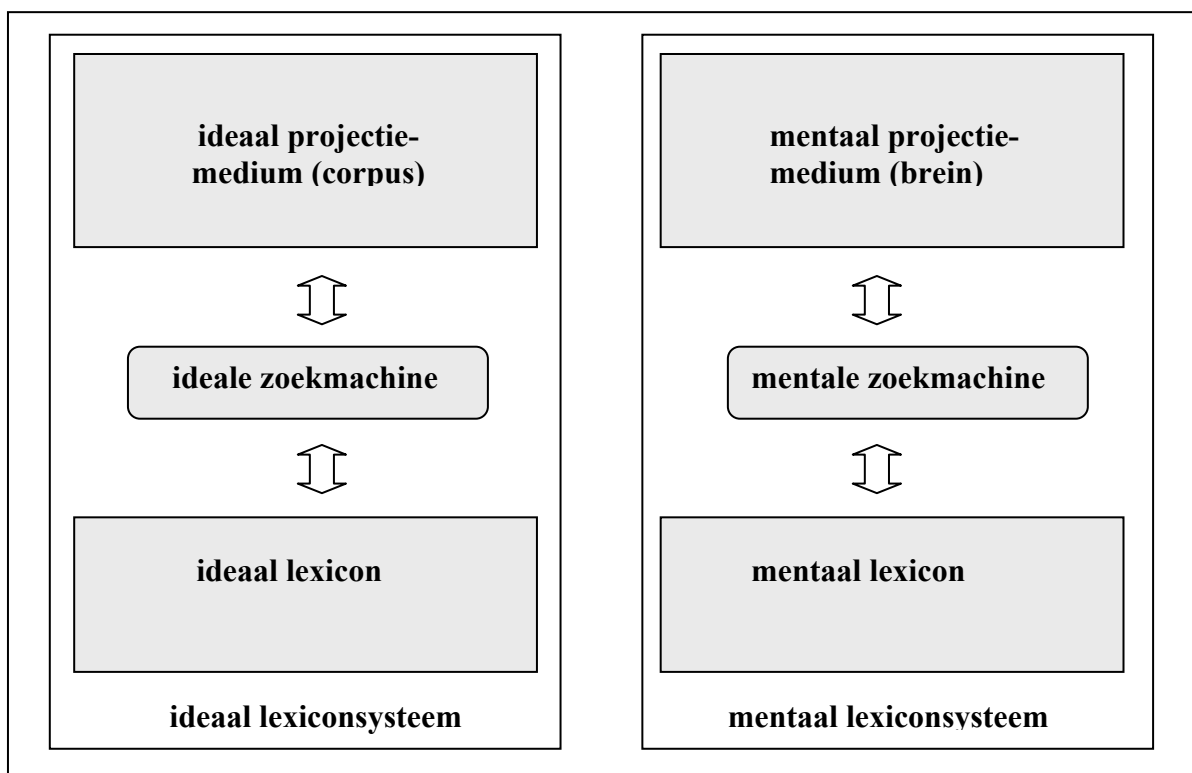 ideaal projectie-
medium (corpus)
ideale zoekmachine
ideaal lexicon
ideaal lexiconsysteem
mentaal projectie-
medium (brein)
mentale zoekmachine
mentaal lexicon
mentaal lexiconsysteem